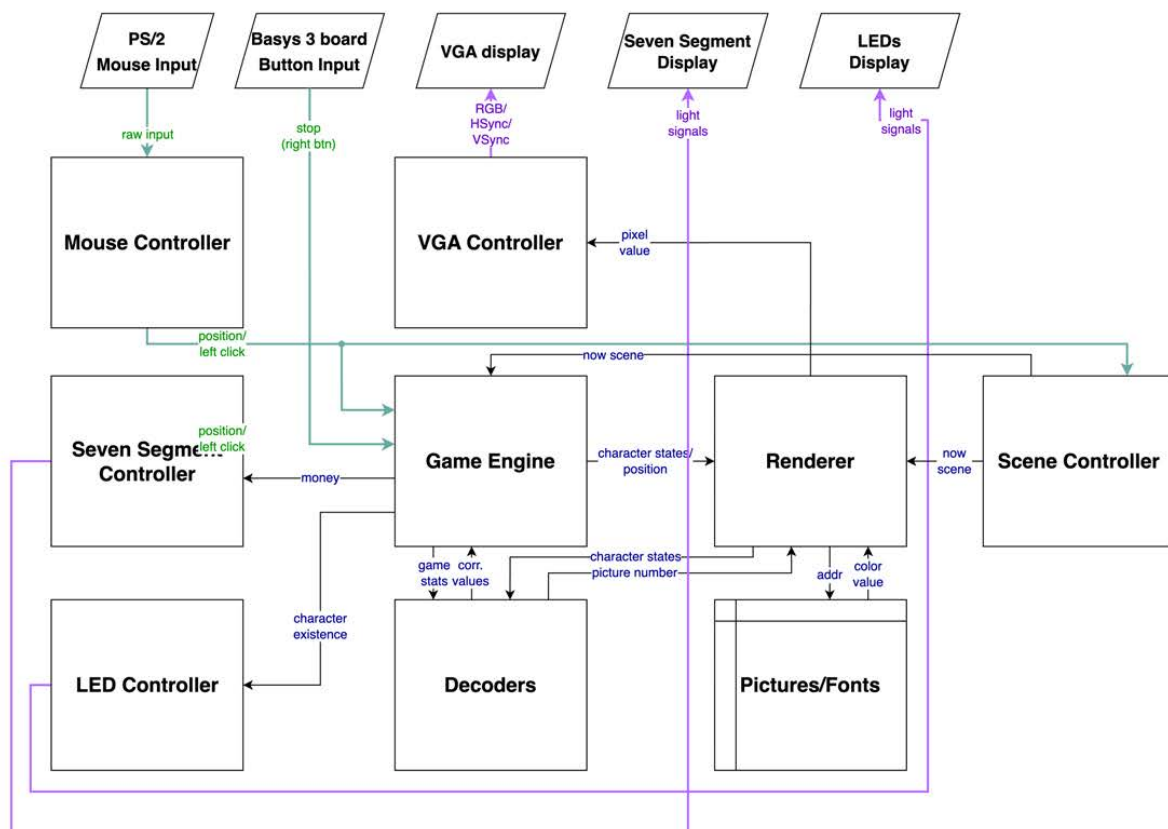 PS/2
Mouse Input
Basys 3 board
Button Input
VGA display
Seven Segment
Display
LEDs
Display
raw input
stop
(right btn)
RGB/
HSync/
VSync
light
signals
light
signals
Mouse Controller
VGA Controller
pixel
value
position/
left click
now scene
position/
left click
Seven Segment
Controller
money
Game Engine
character states/
position
Renderer
now
scene
Scene Controller
game
stats
corr.
values
character states
picture number
addr
color
value
character
existence
LED Controller
Decoders
Pictures/Fonts